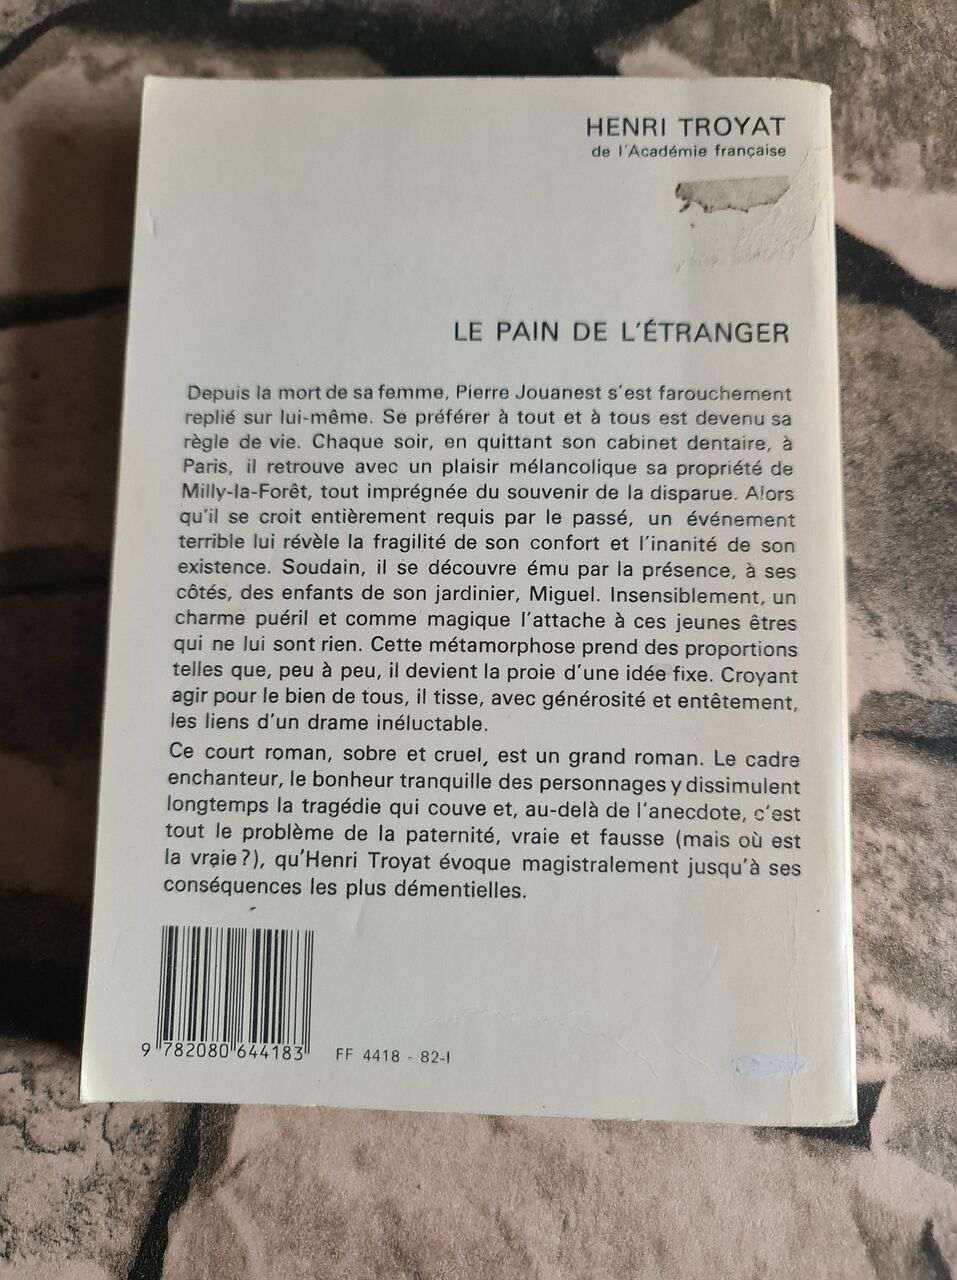 HENRI TROYAT
de l'Académie française
LE PAIN DE L'ÉTRANGER
Depuis la mort de sa femme, Pierre Jouanest s'est farouchement
replié sur lui-même. Se préférer à tout et à tous est devenu sa
règle de vie. Chaque soir, en quittant son cabinet dentaire, à
Paris, il retrouve avec un plaisir mélancolique sa propriété de
Milly-la-Forêt, tout imprégnée du souvenir de la disparue. Alors
qu'il se croit entièrement requis par le passé, un événement
terrible lui révèle la fragilité de son confort et l'inanité de son
existence. Soudain, il se découvre ému par la présence, à ses
côtés, des enfants de son jardinier, Miguel. Insensiblement, un
charme puéril et comme magique l'attache à ces jeunes êtres
qui ne lui sont rien. Cette métamorphose prend des proportions
telles que, peu à peu, il devient la proie d'une idée fixe. Croyant
agir pour le bien de tous, il tisse, avec générosité et entêtement,
les liens d'un drame inéluctable.
Ce court roman, sobre et cruel, est un grand roman. Le cadre
enchanteur, le bonheur tranquille des personnages y dissimulent
longtemps la tragédie qui couve et, au-delà de l'anecdote, c'est
tout le problème de la paternité, vraie et fausse (mais où est
la vraie?), qu'Henri Troyat évoque magistralement jusqu'à ses
conséquences les plus démentielles.
9 782080 644183
FF 4418 - 82-I